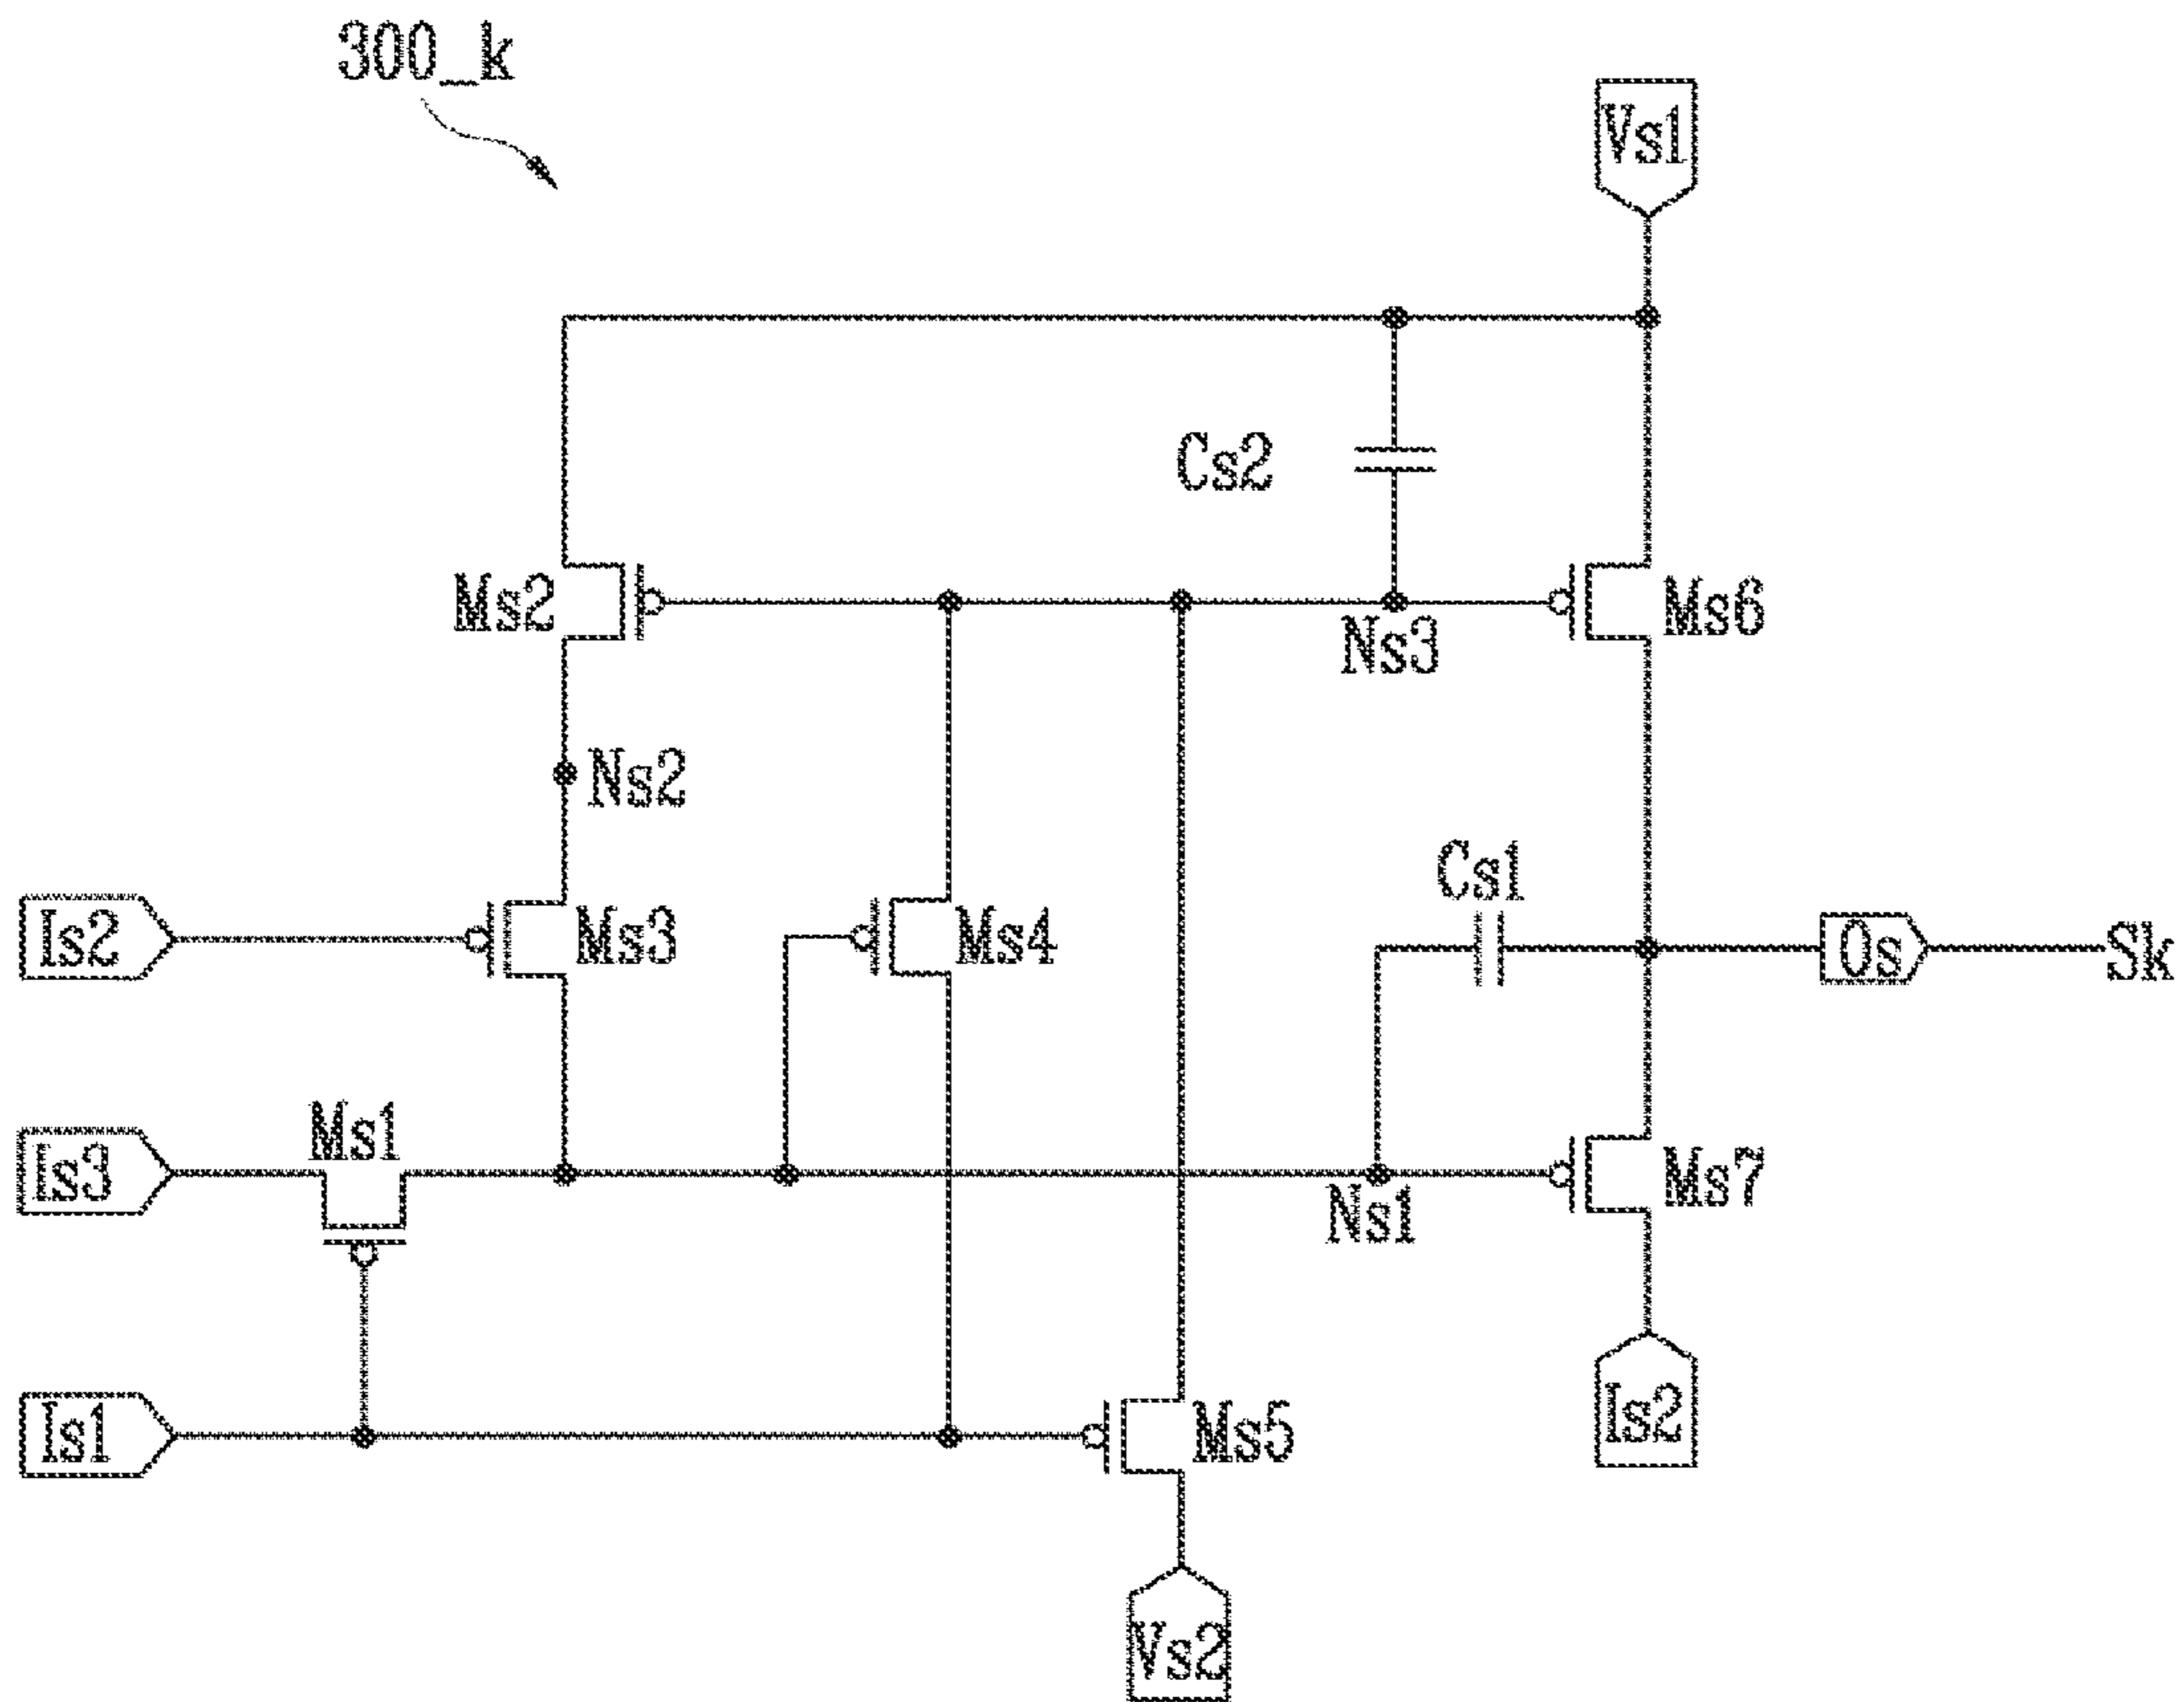 300_k
Vs1
Cs2
Ms2
Ms6
Ns3
Ns2
Cs1
Is2
Ms3
Ms4
Os
Sk
Ms1
Is3
Ms7
Ns1
Is1
Ms5
Is2
Vs2